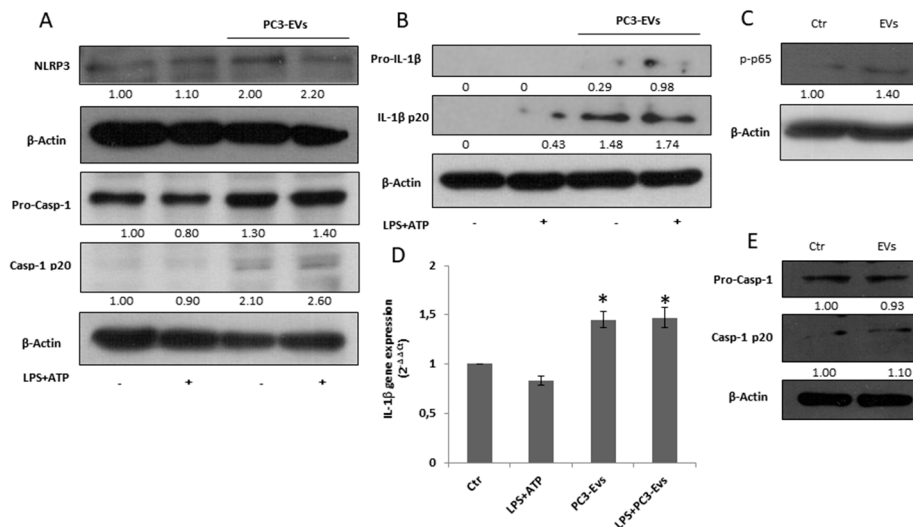 A
PC3-EVs
NLRP3
1.00 1.10 2.00 2.20
β-Actin
Pro-Casp-1
1.00 0.80 1.30 1.40
Casp-1 p20
1.00 0.90 2.10 2.60
β-Actin
LPS+ATP - + - +
B
PC3-EVs
Pro-IL-1β
0 0 0.29 0.98
IL-1β p20
0 0.43 1.48 1.74
β-Actin
LPS+ATP - + - +
C
Ctr EVs
p-p65
1.00 1.40
β-Actin
D
IL-1β gene expression
(2-ΔΔCt)
2
1,5
1
0,5
0
* *
Ctr
LPS+ATP
PC3-Evs
LPS+PC3-Evs
E
Ctr EVs
Pro-Casp-1
1.00 0.93
Casp-1 p20
1.00 1.10
β-Actin